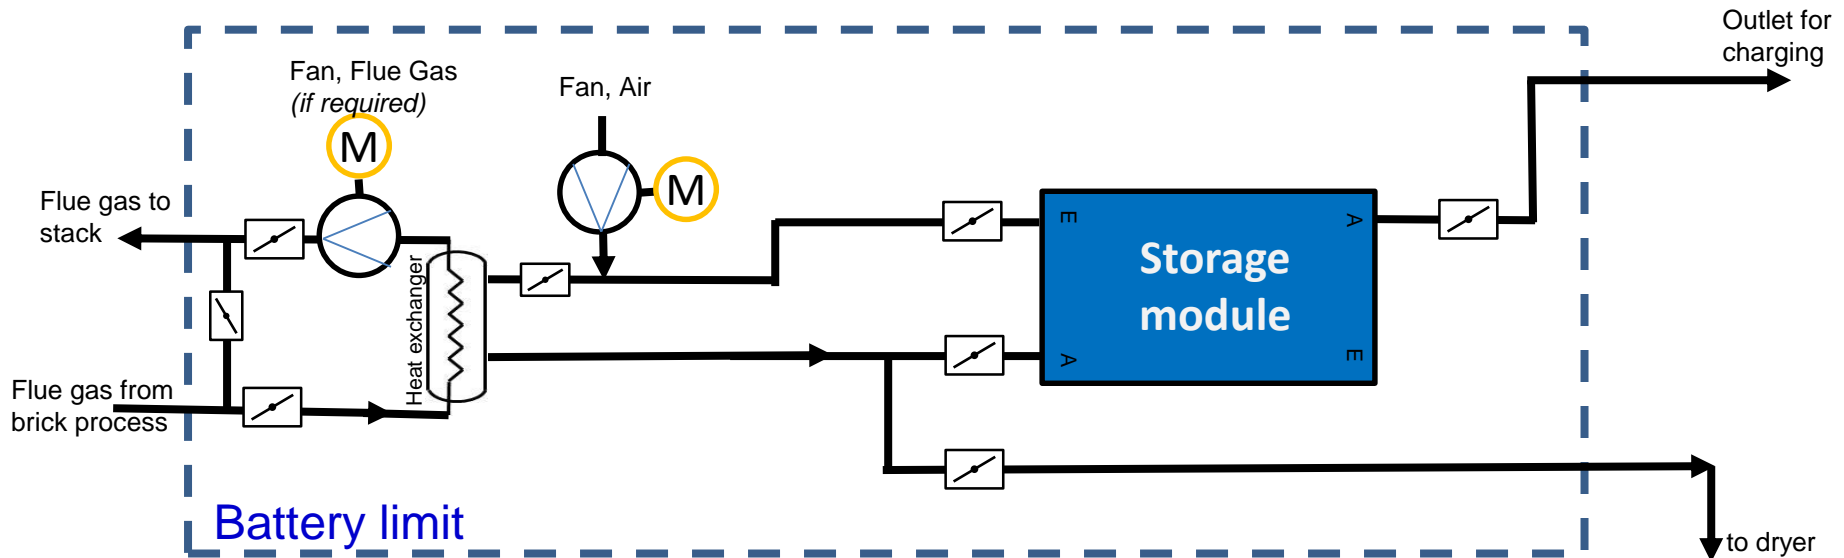 Outlet for
charging
Fan, Flue Gas
(if required)
Fan, Air
M
M
Flue gas to
stack
Heat exchanger
E
A
Storage
module
A
E
Flue gas from
brick process
Battery limit
to dryer